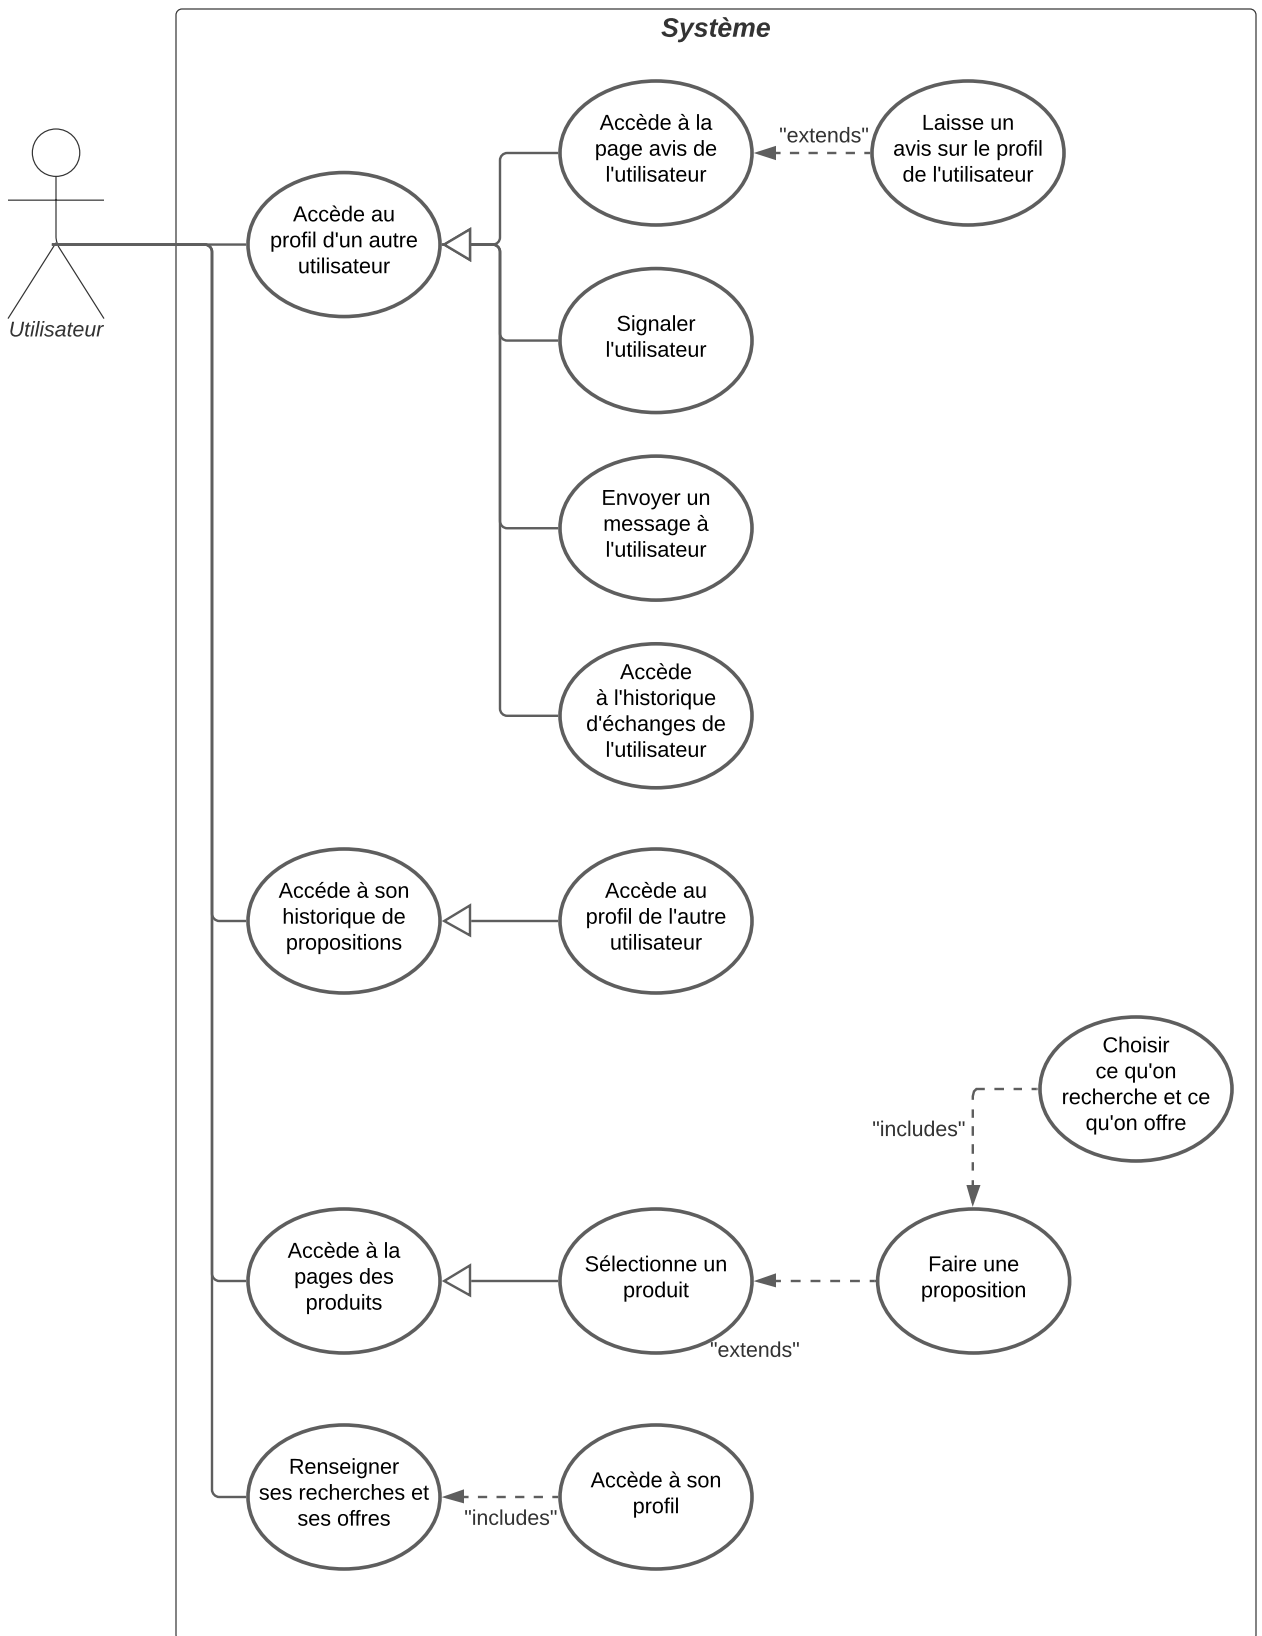 Système
Utilisateur
Accède au
profil d'un autre
utilisateur
Accède à la
page avis de
l'utilisateur
"extends"
Laisse un
avis sur le profil
de l'utilisateur
Signaler
l'utilisateur
Envoyer un
message à
l'utilisateur
Accède
à l'historique
d'échanges de
l'utilisateur
Accéde à son
historique de
propositions
Accède au
profil de l'autre
utilisateur
Choisir
ce qu'on
recherche et ce
qu'on offre
"includes"
Accède à la
pages des
produits
Sélectionne un
produit
"extends"
Faire une
proposition
Renseigner
ses recherches et
ses offres
"includes"
Accède à son
profil